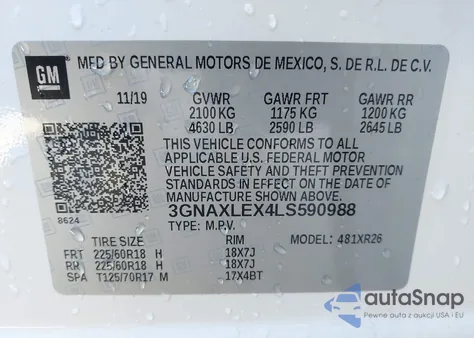 GM
MFD BY GENERAL MOTORS DE MEXICO, S. DE R.L. DE C.V.
11/19 GVWR GAWR FRT GAWR RR
2100 KG 1175 KG 1200 KG
4630 LB 2590 LB 2645 LB
THIS VEHICLE CONFORMS TO ALL
APPLICABLE U.S. FEDERAL MOTOR
VEHICLE SAFETY AND THEFT PREVENTION
STANDARDS IN EFFECT ON THE DATE OF
MANUFACTURE SHOWN ABOVE.
8624
3GNAXLEX4LS590988
TYPE: M.P.V. MODEL: 481XR26
TIRE SIZE RIM
FRT 225/60R18 H 18X7J
RR 225/60R18 H 18X7J
SPA T125/70R17 M 17X4BT
autaSnap
Pewne auta z aukcji USA i EU